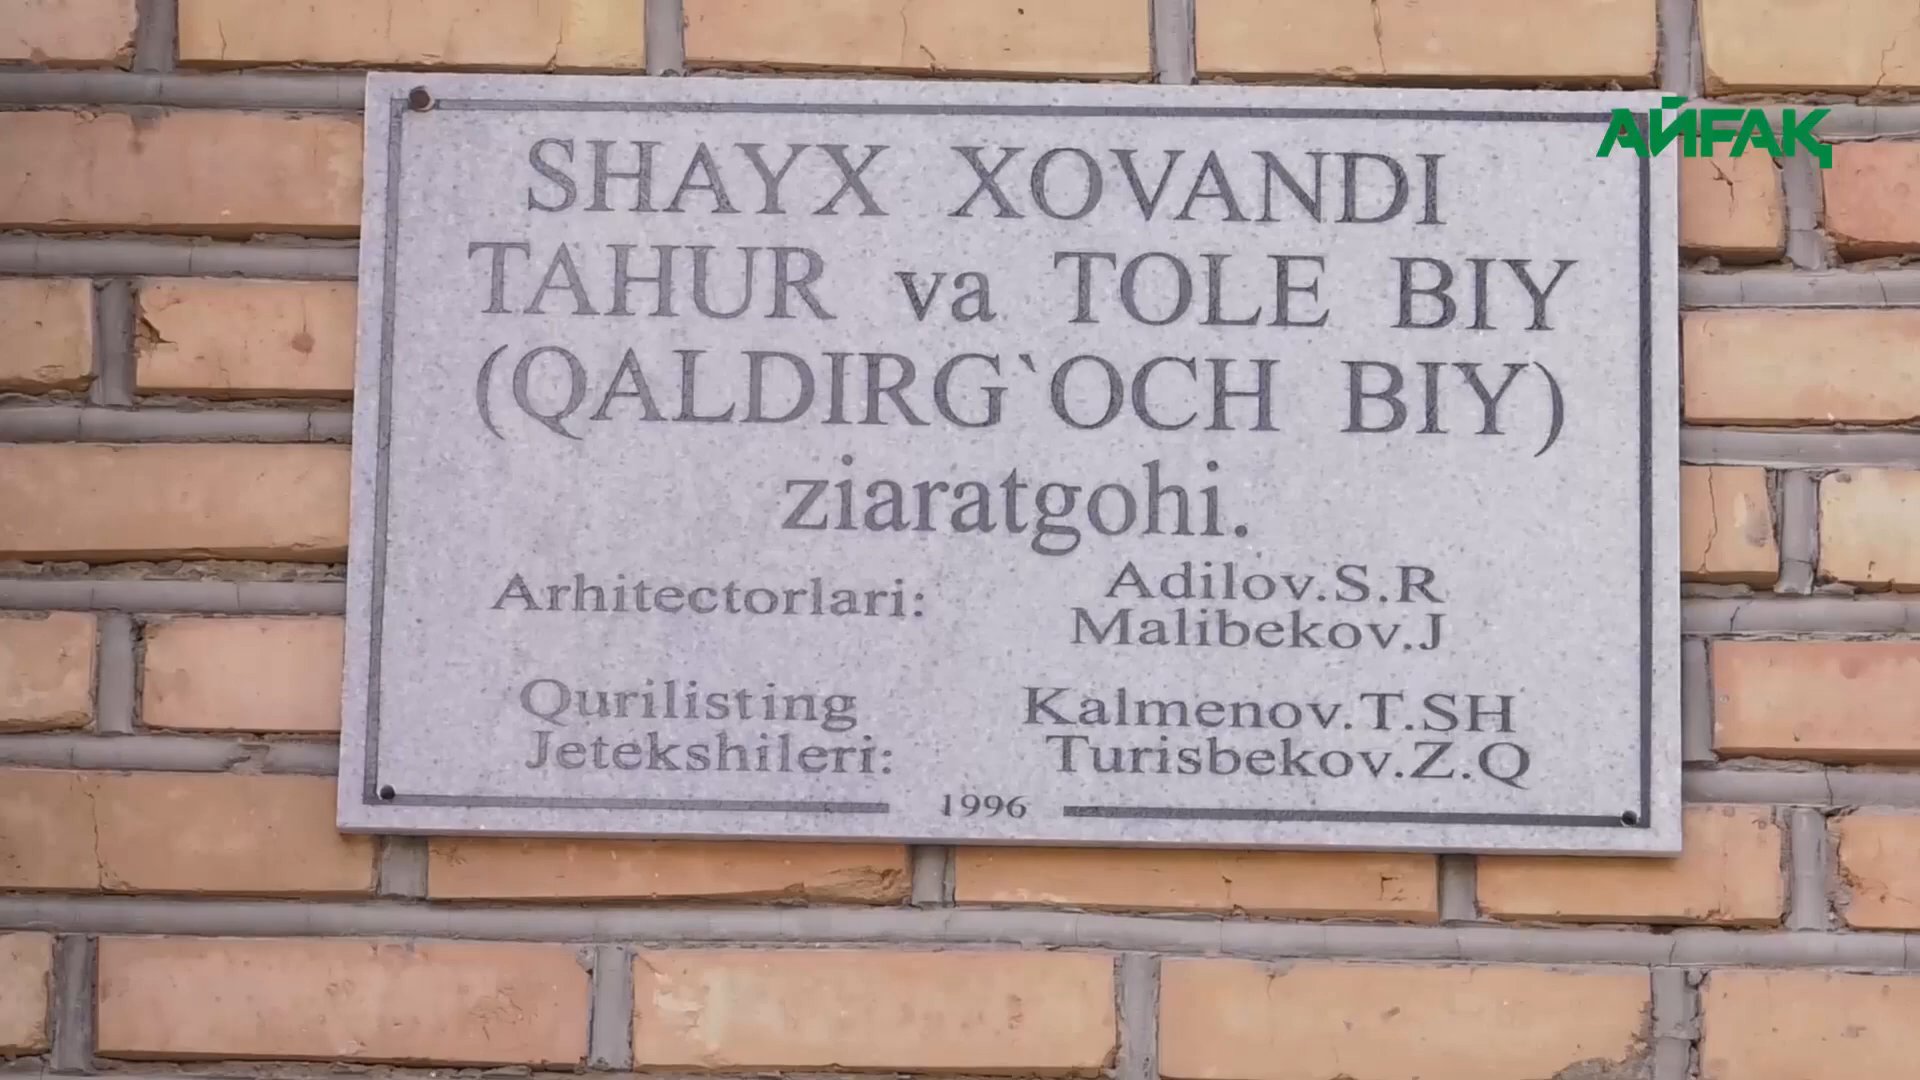 АЙҒАҚ
SHAYX XOVANDI
TAHUR va TOLE BIY
(QALDIRG`OCH BIY)
ziaratgohi.
Arhitectorlari: Adilov.S.R
Malibekov.J
Qurilisting Kalmenov.T.SH
Jetekshileri: Turisbekov.Z.Q
1996